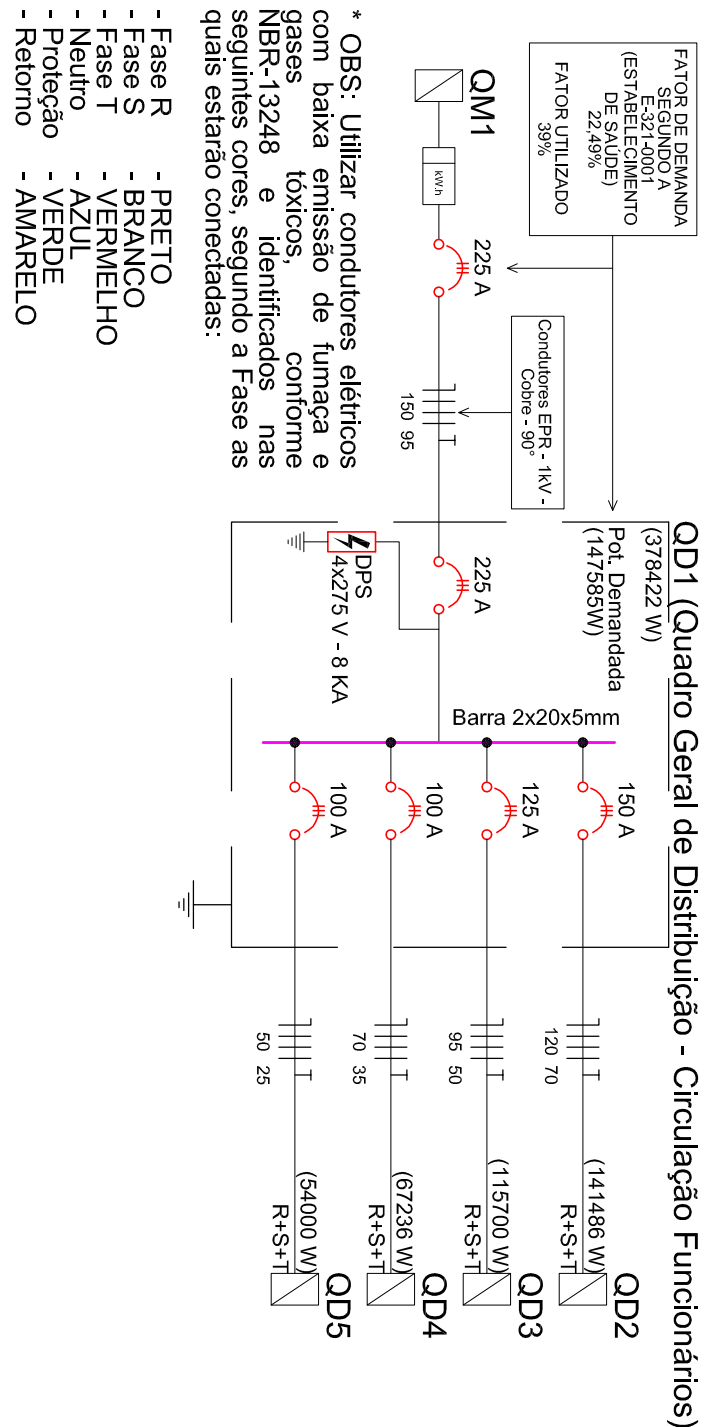 QD1 (Quadro Geral de Distribuição - Circulação Funcionários)
(378422 W)
Pot. Demandada
(147585W)
FATOR DE DEMANDA
SEGUNDO A
E-321-0001
(ESTABELECIMENTO
DE SAÚDE)
22,49%
FATOR UTILIZADO
39%
QM1
kW.h
225 A
Condutores EPR - 1kV -
Cobre - 90°
150 95
225 A
DPS
4x275 V - 8 KA
Barra 2x20x5mm
150 A
120 70
(141486 W)
R+S+T
QD2
125 A
95 50
(115700 W)
R+S+T
QD3
100 A
70 35
(67236 W)
R+S+T
QD4
100 A
50 25
(54000 W)
R+S+T
QD5
* OBS: Utilizar condutores elétricos
com baixa emissão de fumaça e
gases tóxicos, conforme
NBR-13248 e identificados nas
seguintes cores, segundo a Fase as
quais estarão conectadas:
- Fase R - PRETO
- Fase S - BRANCO
- Fase T - VERMELHO
- Neutro - AZUL
- Proteção - VERDE
- Retorno - AMARELO